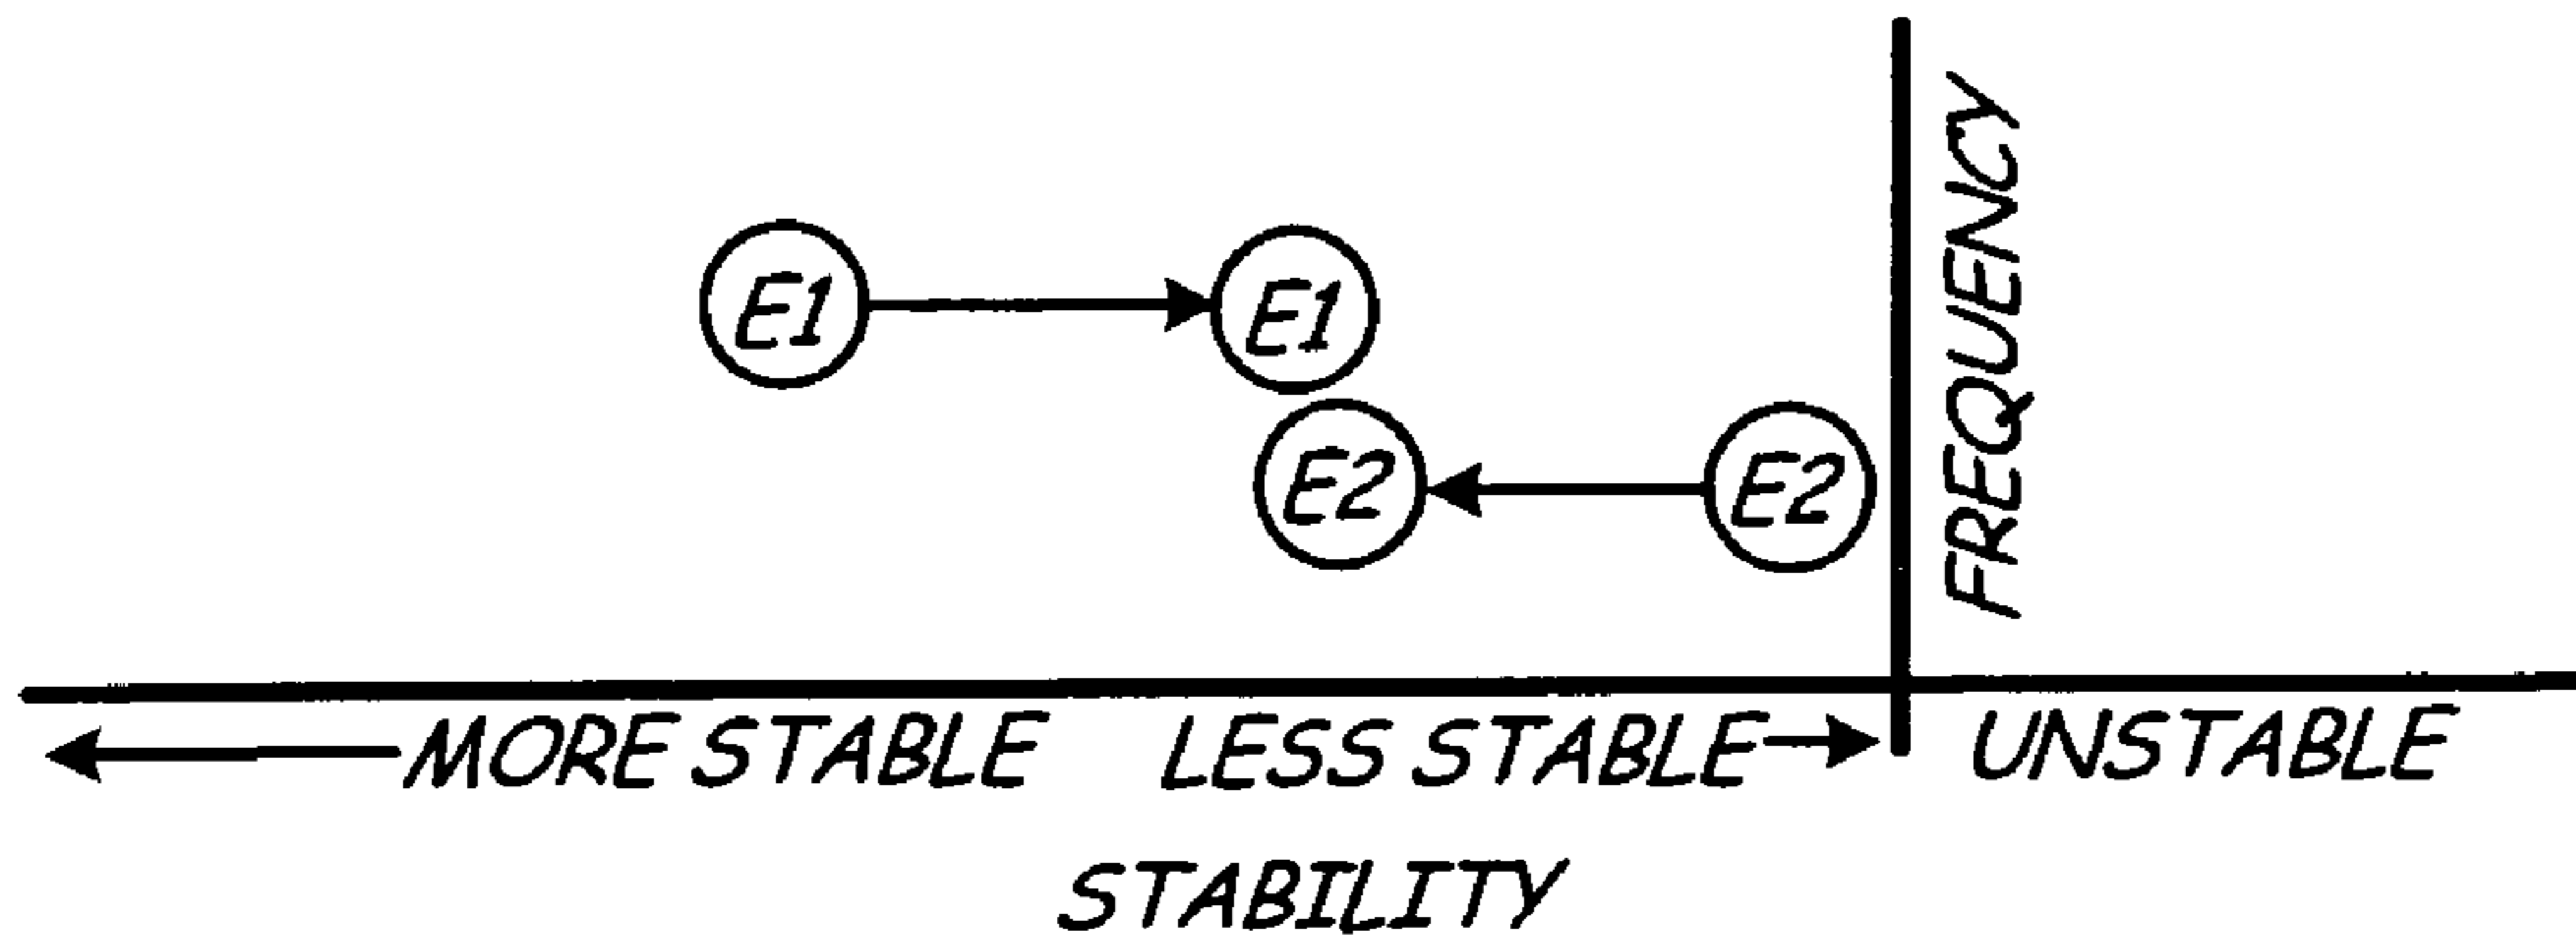 E1 E1
E2 E2
FREQUENCY
MORE STABLE LESS STABLE UNSTABLE
STABILITY